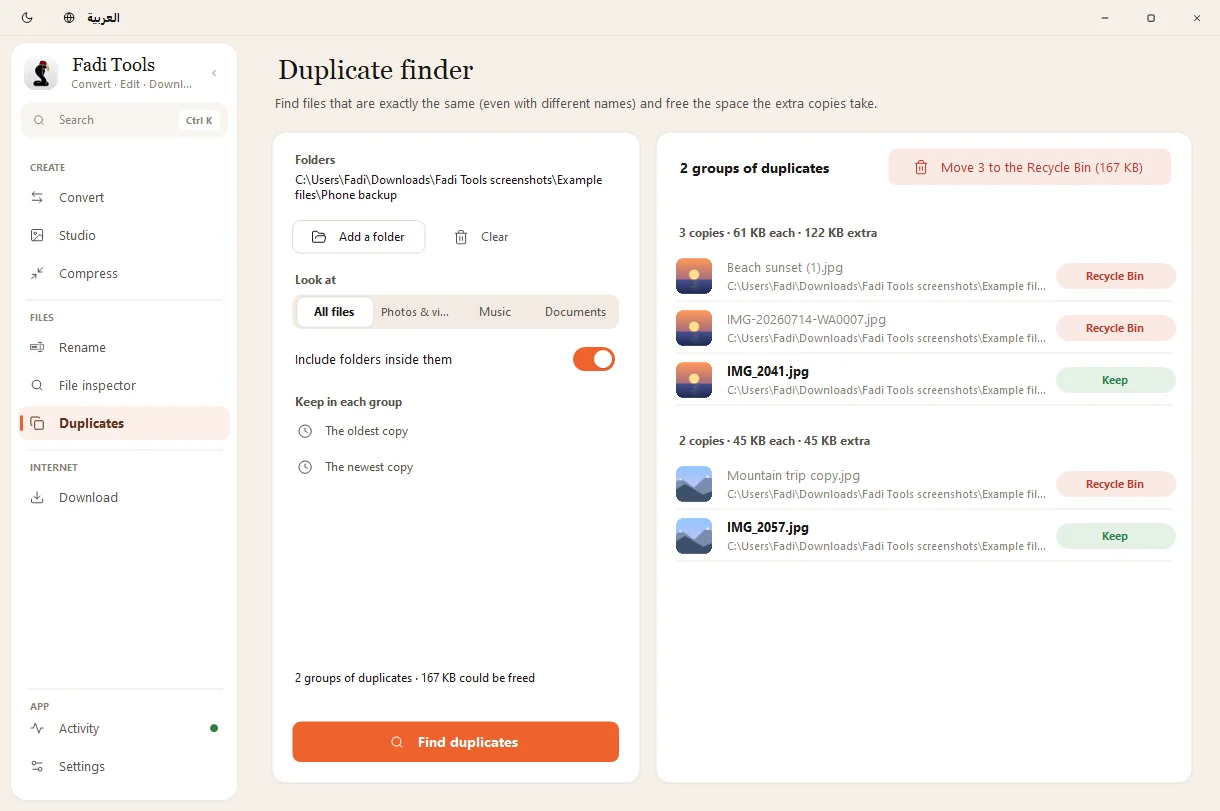 العربية
Fadi Tools
Convert · Edit · Downl...
Search
Ctrl K
CREATE
Convert
Studio
Compress
FILES
Rename
File inspector
Duplicates
INTERNET
Download
APP
Activity
Settings
Duplicate finder
Find files that are exactly the same (even with different names) and free the space the extra copies take.
Folders
C:\Users\Fadi\Downloads\Fadi Tools screenshots\Example
files\Phone backup
Add a folder
Clear
Look at
All files
Photos & vi...
Music
Documents
Include folders inside them
Keep in each group
The oldest copy
The newest copy
2 groups of duplicates · 167 KB could be freed
Find duplicates
2 groups of duplicates
Move 3 to the Recycle Bin (167 KB)
3 copies · 61 KB each · 122 KB extra
Beach sunset (1).jpg
C:\Users\Fadi\Downloads\Fadi Tools screenshots\Example fil...
Recycle Bin
IMG-20260714-WA0007.jpg
C:\Users\Fadi\Downloads\Fadi Tools screenshots\Example fil...
Recycle Bin
IMG_2041.jpg
C:\Users\Fadi\Downloads\Fadi Tools screenshots\Example fil...
Keep
2 copies · 45 KB each · 45 KB extra
Mountain trip copy.jpg
C:\Users\Fadi\Downloads\Fadi Tools screenshots\Example fil...
Recycle Bin
IMG_2057.jpg
C:\Users\Fadi\Downloads\Fadi Tools screenshots\Example fil...
Keep